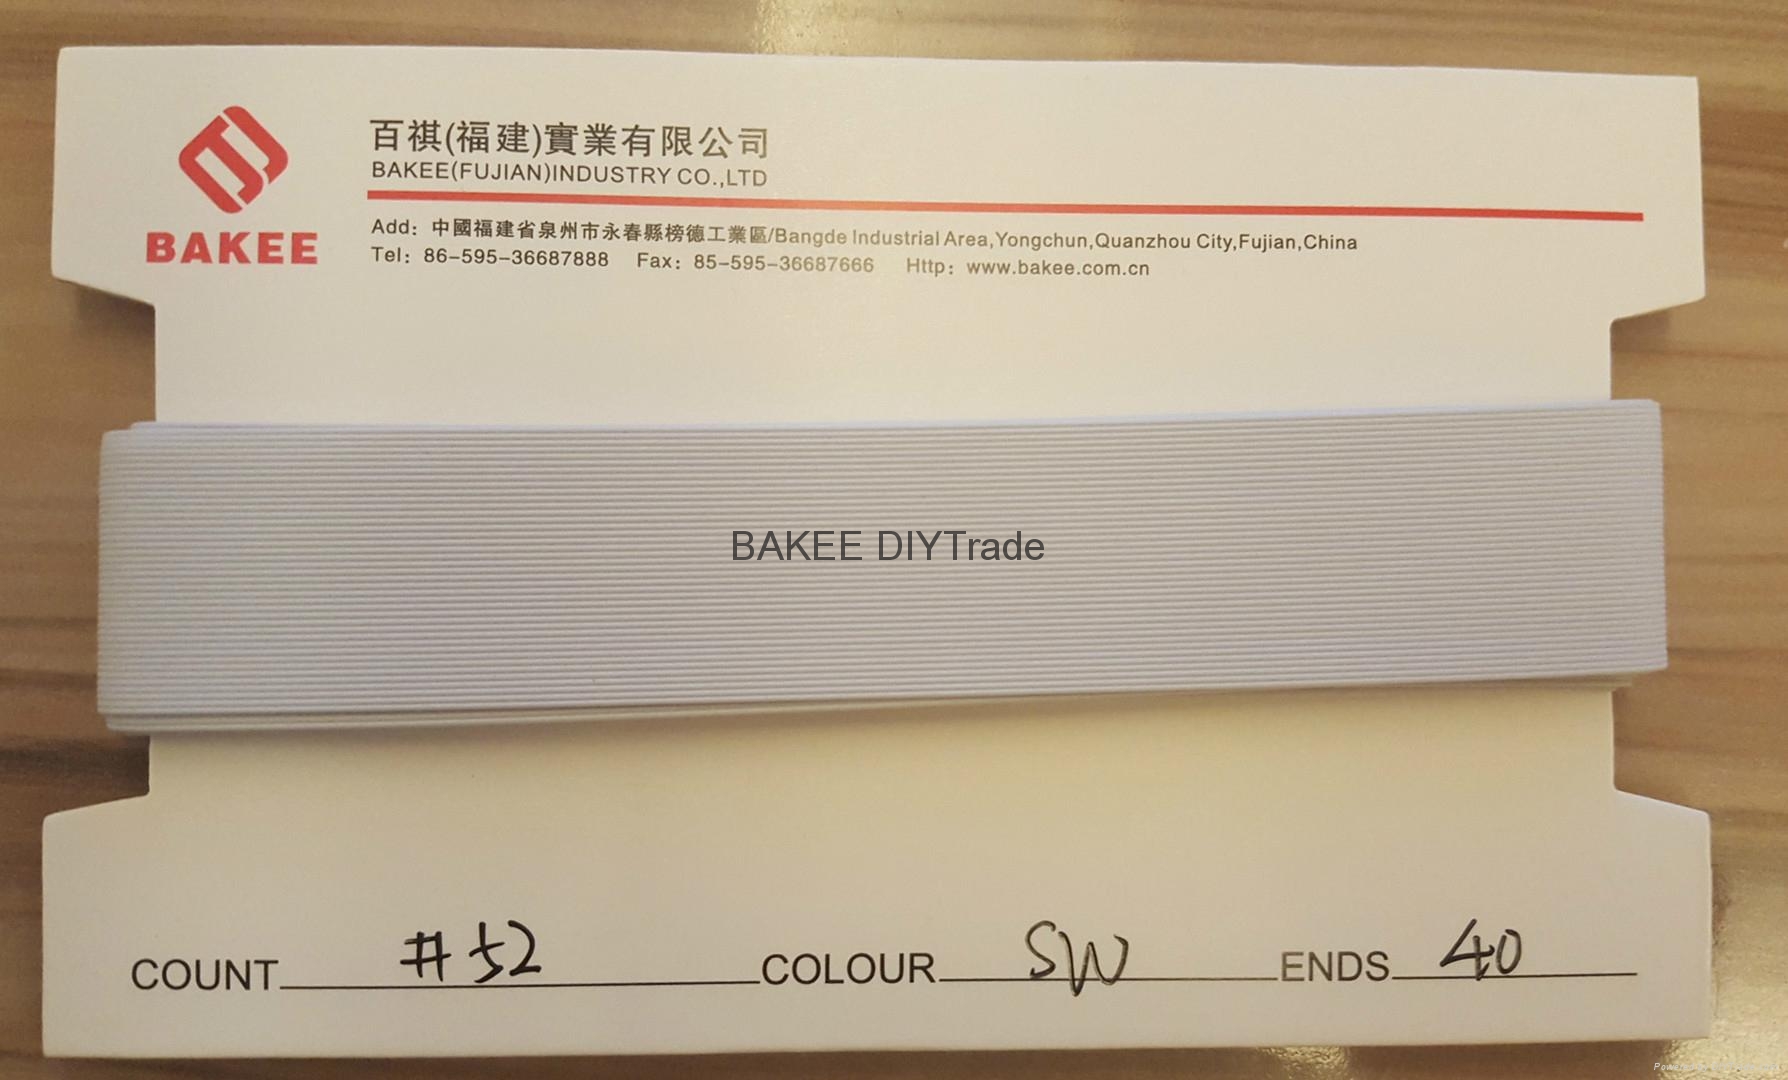 百祺(福建)實業有限公司
BAKEE(FUJIAN)INDUSTRY CO.,LTD
BAKEE
Add: 中國福建省泉州市永春縣榜德工業區/Bangde Industrial Area,Yongchun,Quanzhou City,Fujian,China
Tel: 86-595-36687888 Fax: 85-595-36687666 Http: www.bakee.com.cn
BAKEE DIYTrade
COUNT #52 COLOUR SW ENDS 40